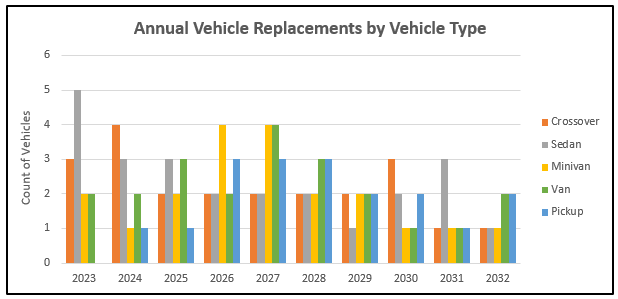 Annual Vehicle Replacements by Vehicle Type
6
5
4
3
2
1
0
Count of Vehicles
2023 2024 2025 2026 2027 2028 2029 2030 2031 2032
Crossover
Sedan
Minivan
Van
Pickup